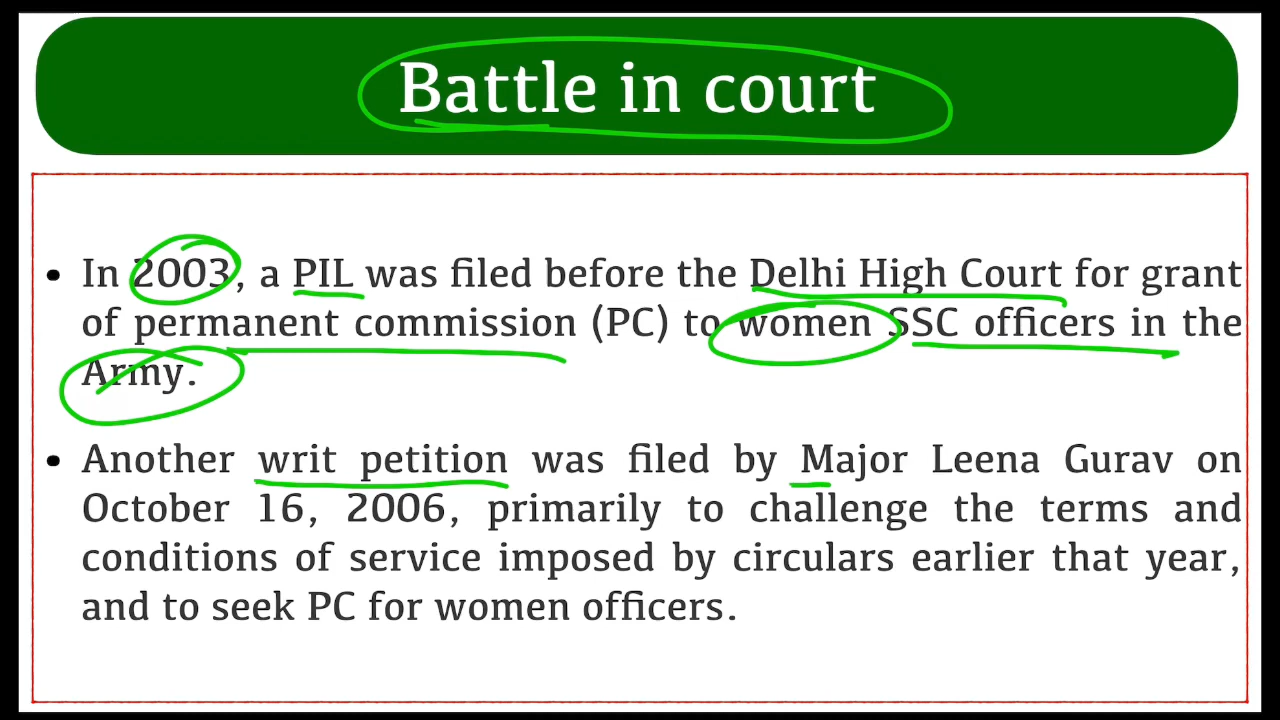 Battle in court
• In 2003, a PIL was filed before the Delhi High Court for grant
of permanent commission (PC) to women SSC officers in the
Army.
• Another writ petition was filed by Major Leena Gurav on
October 16, 2006, primarily to challenge the terms and
conditions of service imposed by circulars earlier that year,
and to seek PC for women officers.